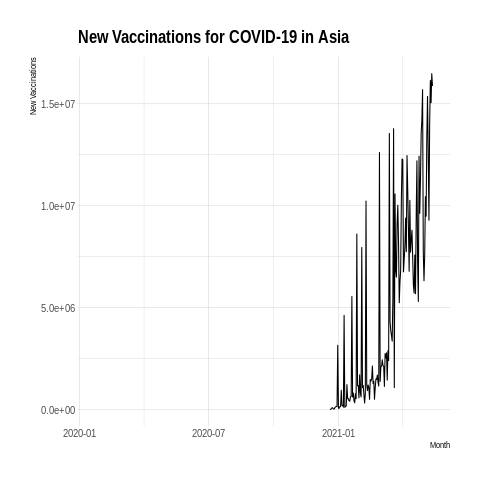 New Vaccinations for COVID-19 in Asia
New Vaccinations
1.5e+07
1.0e+07
5.0e+06
0.0e+00
2020-01
2020-07
2021-01
Month